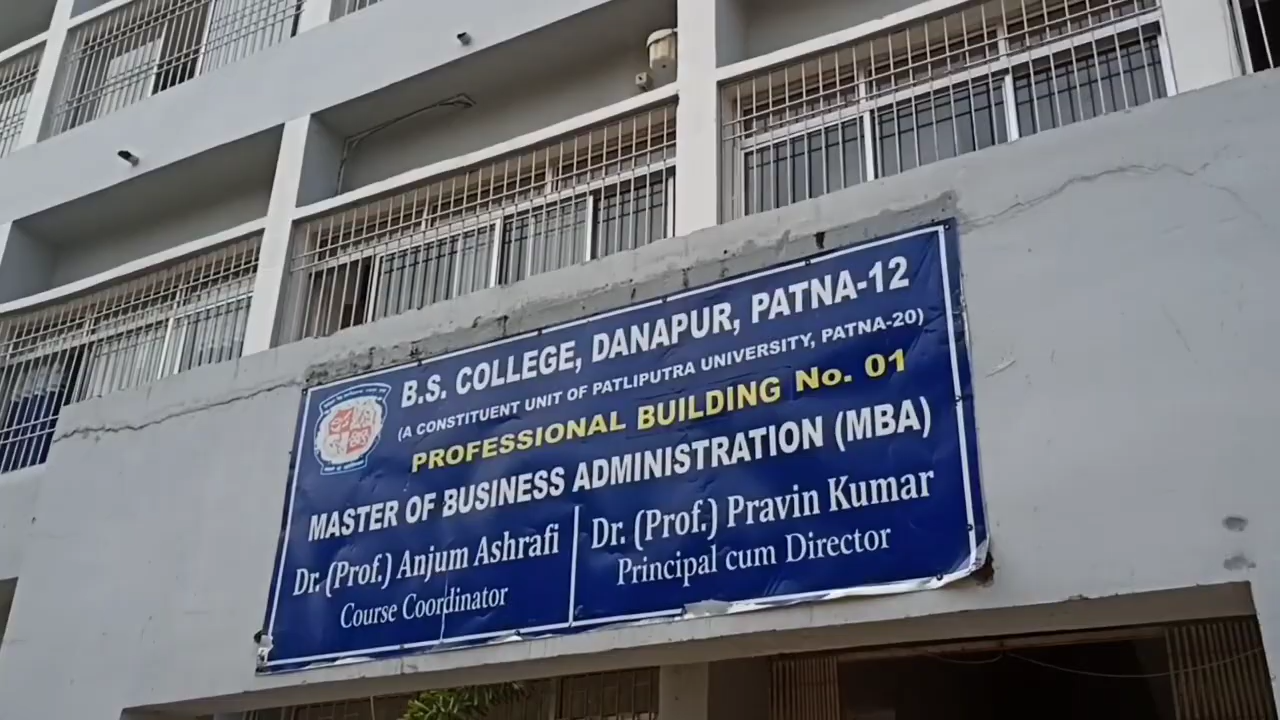 B.S. COLLEGE, DANAPUR, PATNA-12
(A CONSTITUENT UNIT OF PATLIPUTRA UNIVERSITY, PATNA-20)
PROFESSIONAL BUILDING No. 01
MASTER OF BUSINESS ADMINISTRATION (MBA)
Dr. (Prof.) Anjum Ashrafi
Course Coordinator
Dr. (Prof.) Pravin Kumar
Principal cum Director